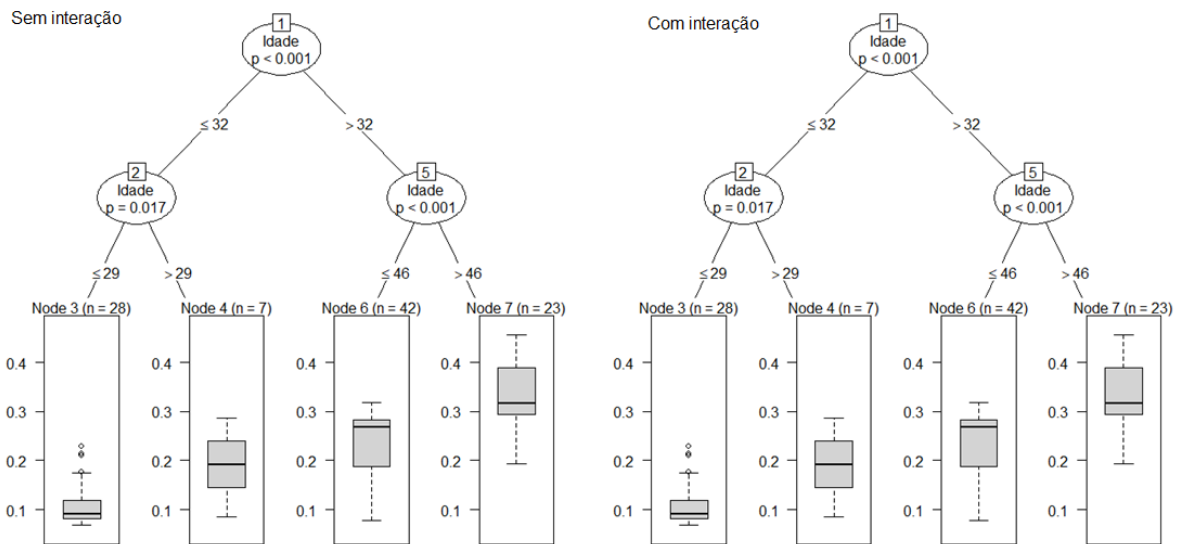 Sem interação
1
Idade
p < 0.001
≤ 32
> 32
2
Idade
p = 0.017
5
Idade
p < 0.001
≤ 29
> 29
≤ 46
> 46
Node 3 (n = 28)
Node 4 (n = 7)
Node 6 (n = 42)
Node 7 (n = 23)
0.4
0.3
0.2
0.1
0.4
0.3
0.2
0.1
0.4
0.3
0.2
0.1
0.4
0.3
0.2
0.1
Com interação
1
Idade
p < 0.001
≤ 32
> 32
2
Idade
p = 0.017
5
Idade
p < 0.001
≤ 29
> 29
≤ 46
> 46
Node 3 (n = 28)
Node 4 (n = 7)
Node 6 (n = 42)
Node 7 (n = 23)
0.4
0.3
0.2
0.1
0.4
0.3
0.2
0.1
0.4
0.3
0.2
0.1
0.4
0.3
0.2
0.1